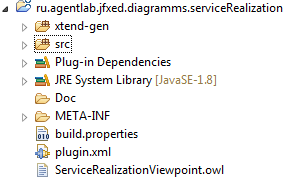 ru.agentlab.jfxed.diagramms.serviceRealization
xtend-gen
src
Plug-in Dependencies
JRE System Library [JavaSE-1.8]
Doc
META-INF
build.properties
plugin.xml
ServiceRealizationViewpoint.owl